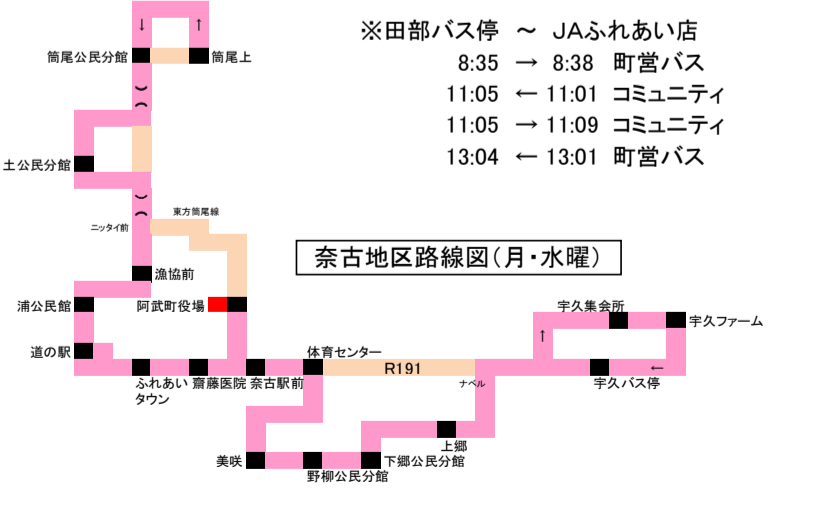 ※田部バス停 ～ JAふれあい店
8:35 → 8:38 町営バス
11:05 ← 11:01 コミュニティ
11:05 → 11:09 コミュニティ
13:04 ← 13:01 町営バス
↓ ↑
筒尾公民分館
筒尾上
土公民分館
東方筒尾線
ニッタイ前
奈古地区路線図(月・水曜)
漁協前
浦公民館
阿武町役場
宇久集会所
宇久ファーム
↑
道の駅
体育センター
R191
←
ふれあい
タウン
齋藤医院
奈古駅前
ナベル
宇久バス停
上郷
美咲
下郷公民分館
野柳公民分館